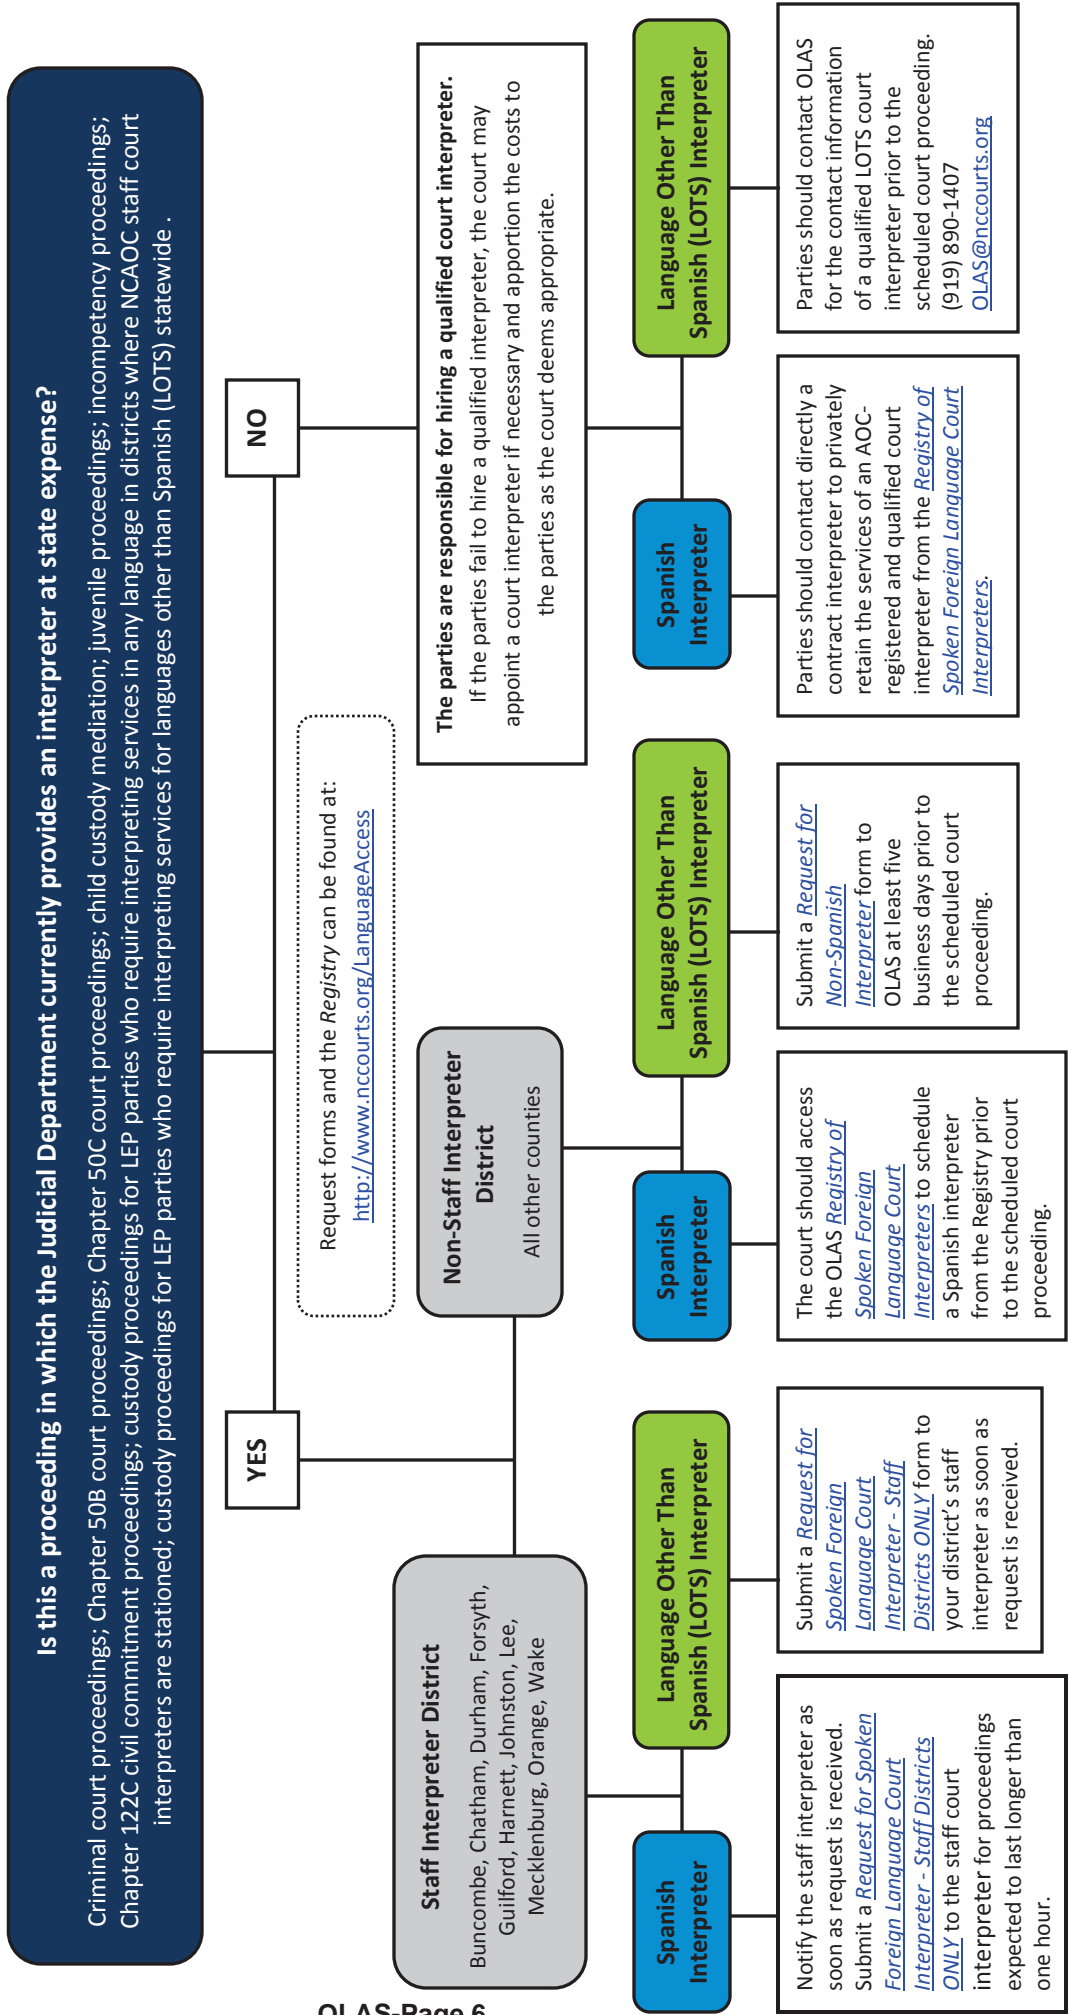 Is this a proceeding in which the Judicial Department currently provides an interpreter at state expense?
Criminal court proceedings; Chapter 50B court proceedings; Chapter 50C court proceedings; child custody mediation; juvenile proceedings; incompetency proceedings;
Chapter 122C civil commitment proceedings; custody proceedings for LEP parties who require interpreting services in any language in districts where NCAOC staff court
interpreters are stationed; custody proceedings for LEP parties who require interpreting services for languages other than Spanish (LOTS) statewide .
YES
NO
Request forms and the Registry can be found at:
http://www.nccourts.org/LanguageAccess
Staff Interpreter District
Buncombe, Chatham, Durham, Forsyth,
Guilford, Harnett, Johnston, Lee,
Mecklenburg, Orange, Wake
Non-Staff Interpreter
District
All other counties
The parties are responsible for hiring a qualified court interpreter.
If the parties fail to hire a qualified interpreter, the court may
appoint a court interpreter if necessary and apportion the costs to
the parties as the court deems appropriate.
Spanish
Interpreter
Language Other Than
Spanish (LOTS) Interpreter
Spanish
Interpreter
Language Other Than
Spanish (LOTS) Interpreter
Spanish
Interpreter
Language Other Than
Spanish (LOTS) Interpreter
Notify the staff interpreter as
soon as request is received.
Submit a Request for Spoken
Foreign Language Court
Interpreter - Staff Districts
ONLY to the staff court
interpreter for proceedings
expected to last longer than
one hour.
Submit a Request for
Spoken Foreign
Language Court
Interpreter - Staff
Districts ONLY form to
your district's staff
interpreter as soon as
request is received.
The court should access
the OLAS Registry of
Spoken Foreign
Language Court
Interpreters to schedule
a Spanish interpreter
from the Registry prior
to the scheduled court
proceeding.
Submit a Request for
Non-Spanish
Interpreter form to
OLAS at least five
business days prior to
the scheduled court
proceeding.
Parties should contact directly a
contract interpreter to privately
retain the services of an AOC-
registered and qualified court
interpreter from the Registry of
Spoken Foreign Language Court
Interpreters.
Parties should contact OLAS
for the contact information
of a qualified LOTS court
interpreter prior to the
scheduled court proceeding.
(919) 890-1407
OLAS@nccourts.org
OLAS-Page 6